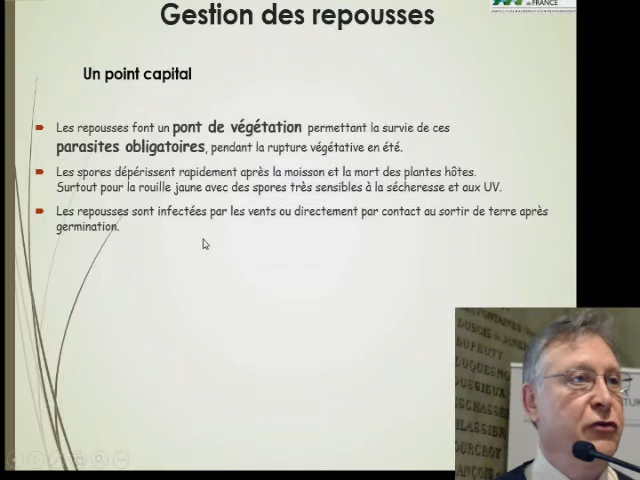 Gestion des repousses
de FRANCE
Un point capital
Les repousses font un pont de végétation permettant la survie de ces
parasites obligatoires, pendant la rupture végétative en été.
Les spores dépérissent rapidement après la moisson et la mort des plantes hôtes.
Surtout pour la rouille jaune avec des spores très sensibles à la sécheresse et aux UV.
Les repousses sont infectées par les vents ou directement par contact au sortir de terre après
germination.
DUPEUTY